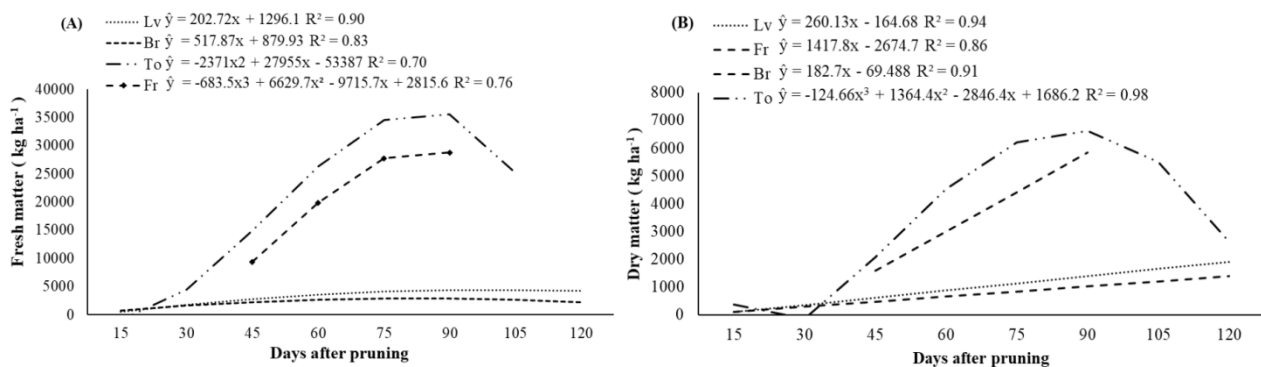 (A)
Lv ŷ = 202.72x + 1296.1 R² = 0.90
Br ŷ = 517.87x + 879.93 R² = 0.83
To ŷ = -2371x2 + 27955x - 53387 R² = 0.70
Fr ŷ = -683.5x3 + 6629.7x² - 9715.7x + 2815.6 R² = 0.76
Fresh matter ( kg ha⁻¹)
40000
35000
30000
25000
20000
15000
10000
5000
0
15 30 45 60 75 90 105 120
Days after pruning
(B)
Lv ŷ = 260.13x - 164.68 R² = 0.94
Fr ŷ = 1417.8x - 2674.7 R² = 0.86
Br ŷ = 182.7x - 69.488 R² = 0.91
To ŷ = -124.66x³ + 1364.4x² - 2846.4x + 1686.2 R² = 0.98
Dry matter ( kg ha⁻¹)
8000
7000
6000
5000
4000
3000
2000
1000
0
15 30 45 60 75 90 105 120
Days after pruning